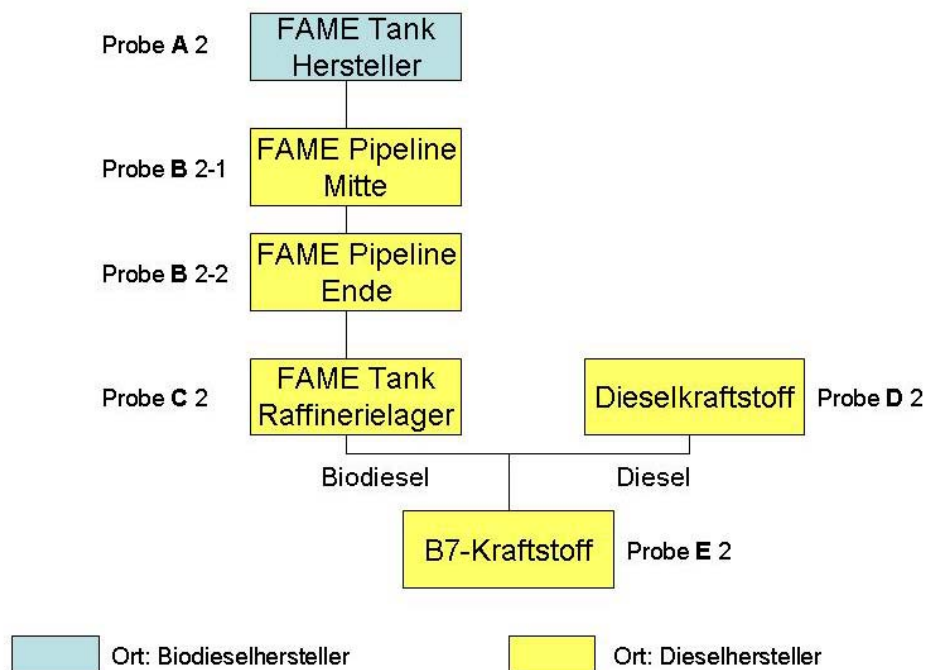 Probe A 2
FAME Tank
Hersteller
Probe B 2-1
FAME Pipeline
Mitte
Probe B 2-2
FAME Pipeline
Ende
Probe C 2
FAME Tank
Raffinerielager
Dieselkraftstoff
Probe D 2
Biodiesel
Diesel
B7-Kraftstoff
Probe E 2
Ort: Biodieselhersteller
Ort: Dieselhersteller